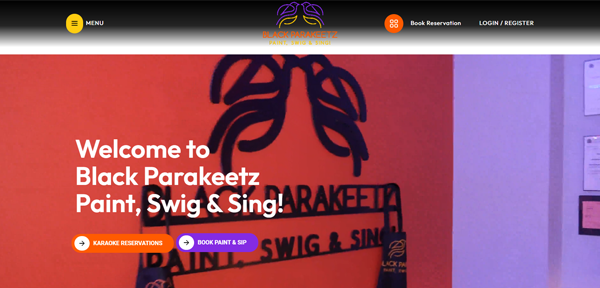 MENU
BLACK PARAKEETZ
PAINT, SWIG & SING
Book Reservation
LOGIN / REGISTER
Welcome to
Black Parakeetz
Paint, Swig & Sing!
BLACK PARAKEETZ
PAINT, SWIG & SING
KARAOKE RESERVATIONS
BOOK PAINT & SIP